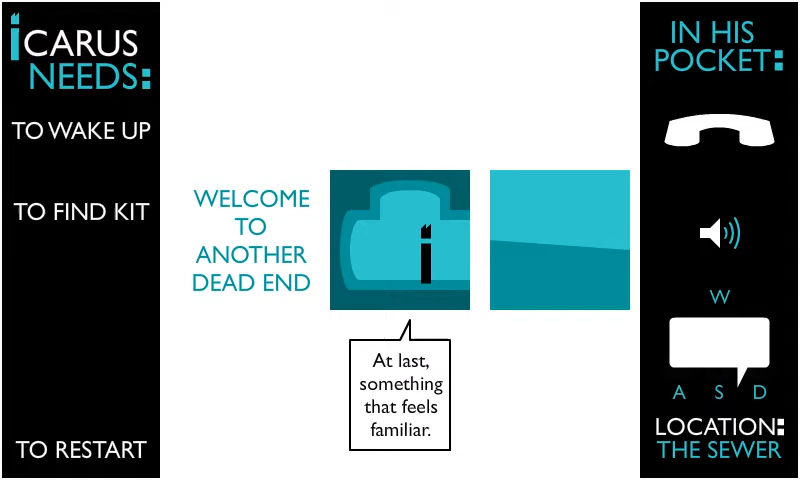 iCARUS
NEEDS:
TO WAKE UP
TO FIND KIT
TO RESTART
WELCOME
TO
ANOTHER
DEAD END
i
At last,
something
that feels
familiar.
IN HIS
POCKET:
W
A S D
LOCATION:
THE SEWER